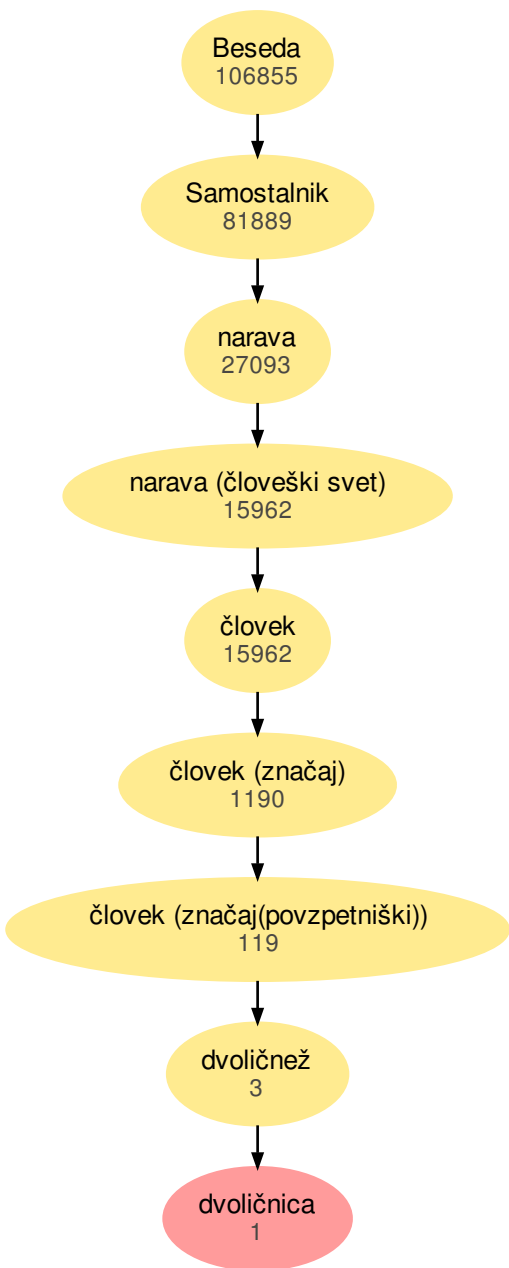 Beseda
106855
Samostalnik
81889
narava
27093
narava (človeški svet)
15962
človek
15962
človek (značaj)
1190
človek (značaj(povzpetniški))
119
dvoličnež
3
dvoličnica
1